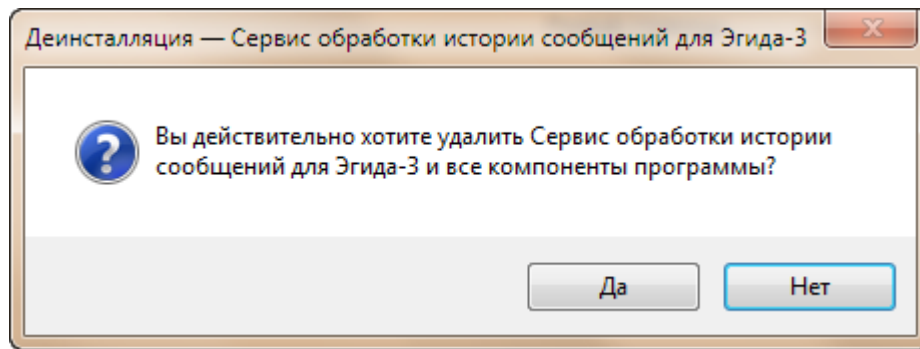 Деинсталляция — Сервис обработки истории сообщений для Эгида-3
Вы действительно хотите удалить Сервис обработки истории
сообщений для Эгида-3 и все компоненты программы?
Да
Нет